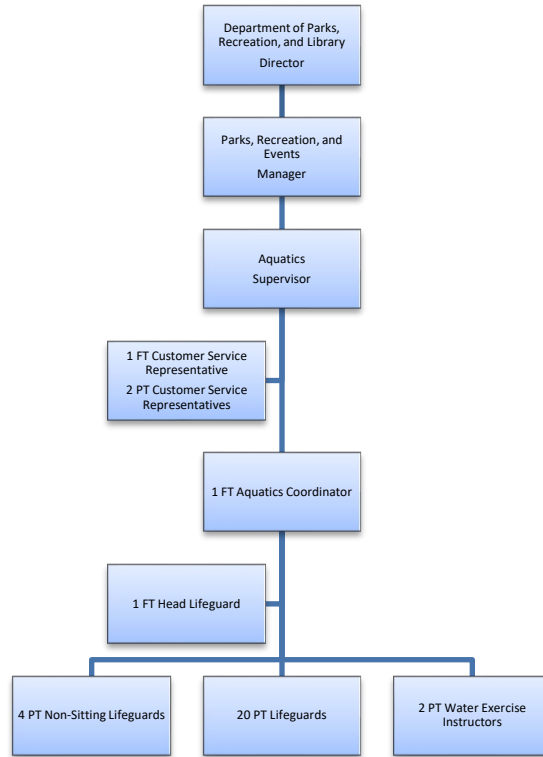 Department of Parks,
Recreation, and Library
Director
Parks, Recreation, and
Events
Manager
Aquatics
Supervisor
1 FT Customer Service
Representative
2 PT Customer Service
Representatives
1 FT Aquatics Coordinator
1 FT Head Lifeguard
4 PT Non-Sitting Lifeguards
20 PT Lifeguards
2 PT Water Exercise
Instructors